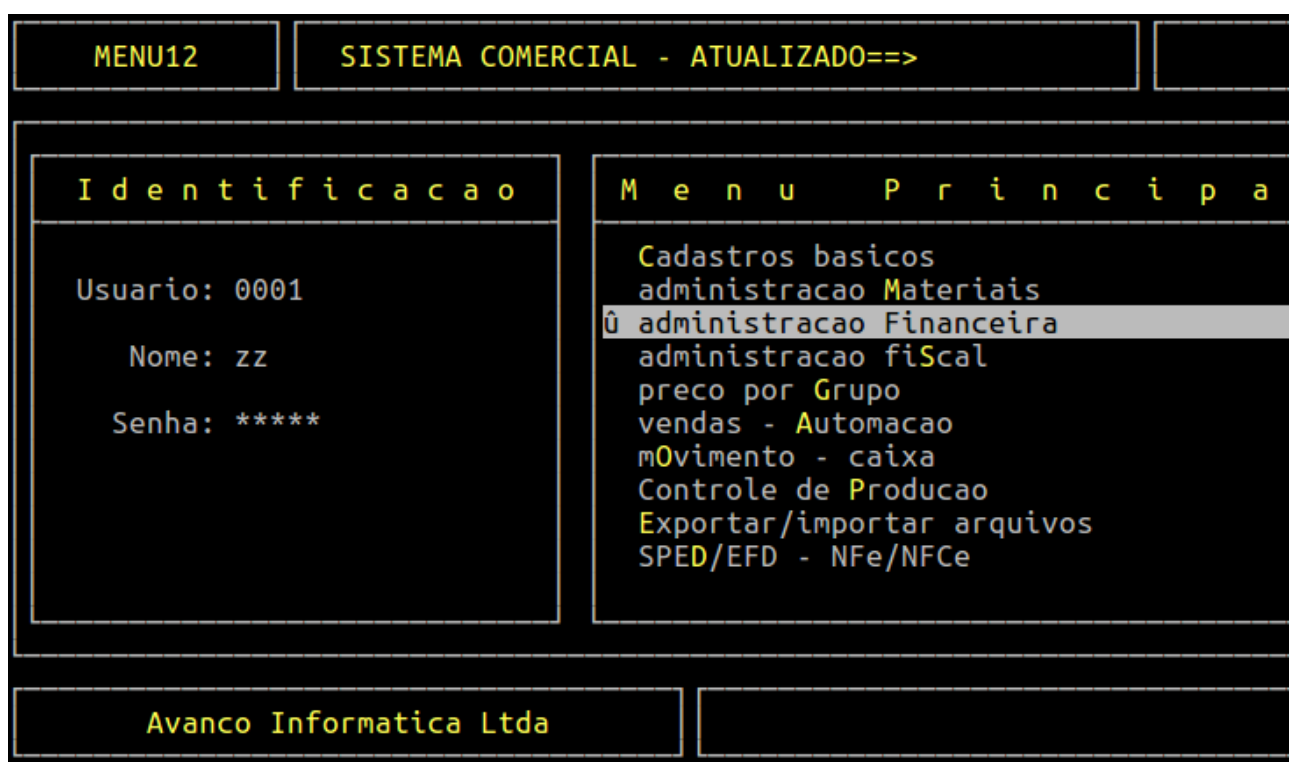 MENU12
SISTEMA COMERCIAL - ATUALIZADO==>
I d e n t i f i c a c a o
Usuario: 0001
Nome: zz
Senha: *****
M e n u   P r i n c i p a
Cadastros basicos
administracao Materiais
û administracao Financeira
administracao fiScal
preco por Grupo
vendas - Automacao
mOvimento - caixa
Controle de Producao
Exportar/importar arquivos
SPED/EFD - NFe/NFCe
Avanco Informatica Ltda